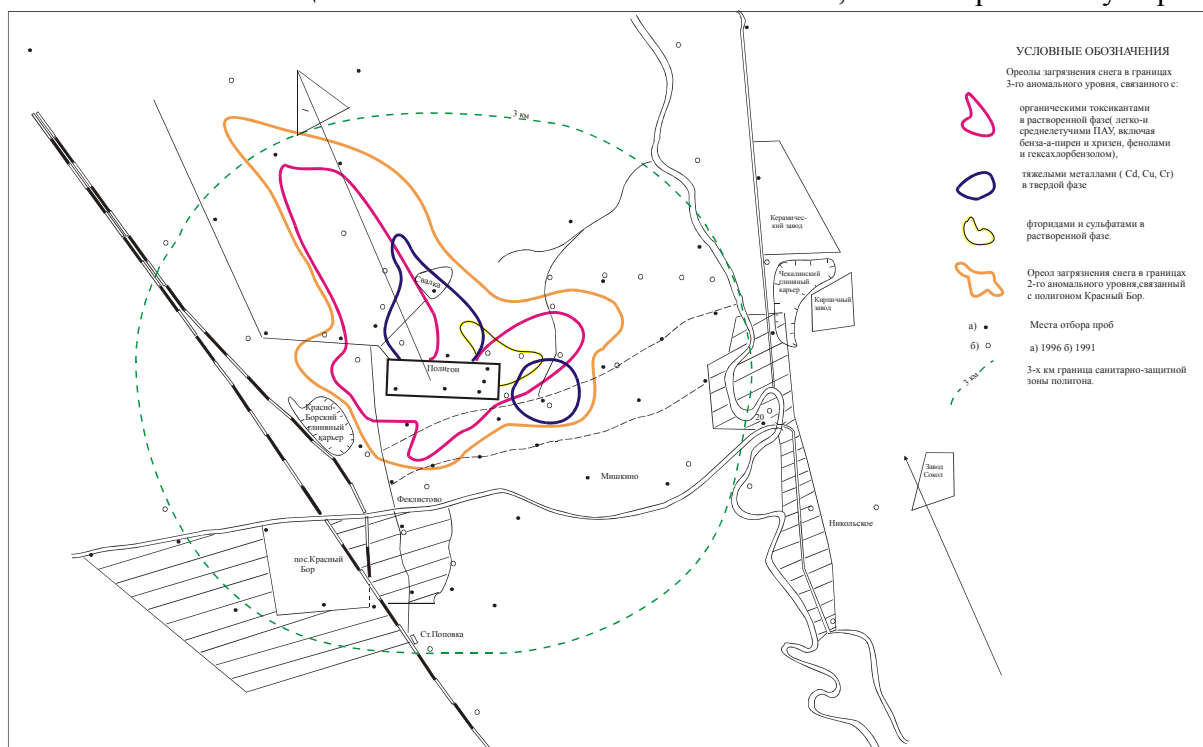 3 км
Керамичес-
кий завод
Чекалинский
глиняный
карьер
Кирпичный
завод
Свалка
Полигон
Красно-
Борский
глиняный
карьер
20
Мишкино
Завод
Сокол
Феклистово
Никольское
пос.Красный
Бор
Ст.Поповка
УСЛОВНЫЕ ОБОЗНАЧЕНИЯ
Ореолы загрязнения снега в границах
3-го аномального уровня, связанного с:
органическими токсикантами
в растворенной фазе( легко-и
среднелетучими ПАУ, включая
бенза-а-пирен и хризен, фенолами
и гексахлорбензолом),
тяжелыми металлами ( Cd, Cu, Cr)
в твердой фазе
фторидами и сульфатами в
растворенной фазе.
Ореол загрязнения снега в границах
2-го аномального уровня,связанный
с полигоном Красный Бор.
а) Места отбора проб
б) а) 1996 б) 1991
3 км
3-х км граница санитарно-защитной
зоны полигона.